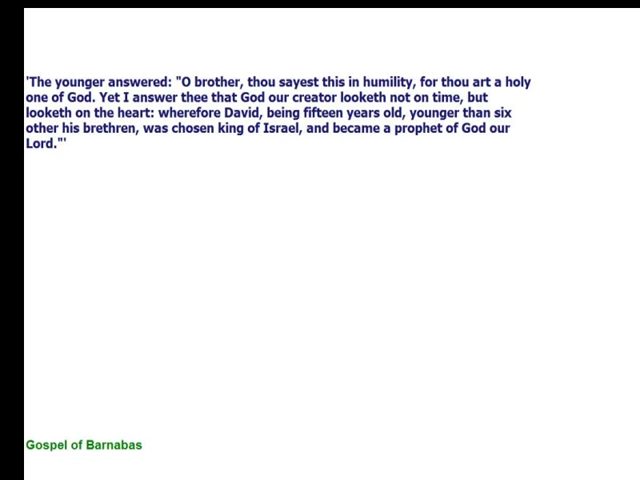 'The younger answered: "O brother, thou sayest this in humility, for thou art a holy
one of God. Yet I answer thee that God our creator looketh not on time, but
looketh on the heart: wherefore David, being fifteen years old, younger than six
other his brethren, was chosen king of Israel, and became a prophet of God our
Lord."'
Gospel of Barnabas